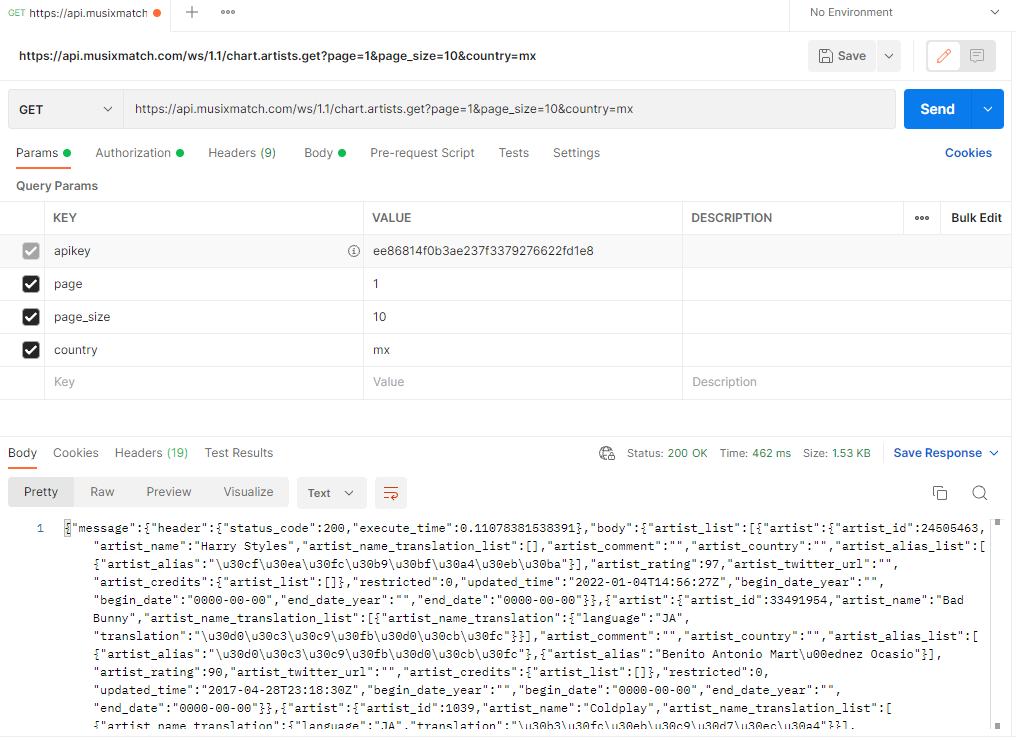 GET https://api.musixmatch
No Environment
https://api.musixmatch.com/ws/1.1/chart.artists.get?page=1&page_size=10&country=mx
Save
GET https://api.musixmatch.com/ws/1.1/chart.artists.get?page=1&page_size=10&country=mx Send
Params Authorization Headers (9) Body Pre-request Script Tests Settings Cookies
Query Params
KEY VALUE DESCRIPTION Bulk Edit
apikey ee86814f0b3ae237f3379276622fd1e8
page 1
page_size 10
country mx
Key Value Description
Body Cookies Headers (19) Test Results Status: 200 OK Time: 462 ms Size: 1.53 KB Save Response
Pretty Raw Preview Visualize Text
1 {"message":{"header":{"status_code":200,"execute_time":0.11078381538391},"body":{"artist_list":[{"artist":{"artist_id":24505463,
"artist_name":"Harry Styles","artist_name_translation_list":[],"artist_comment":"","artist_country":"","artist_alias_list":[
{"artist_alias":"\u30cf\u30ea\u30fc\u30b9\u30bf\u30a4\u30eb\u30ba"}],"artist_rating":97,"artist_twitter_url":"",
"artist_credits":{"artist_list":[]},"restricted":0,"updated_time":"2022-01-04T14:56:27Z","begin_date_year":"",
"begin_date":"0000-00-00","end_date_year":"","end_date":"0000-00-00"}},{"artist":{"artist_id":33491954,"artist_name":"Bad
Bunny","artist_name_translation_list":[{"artist_name_translation":{"language":"JA",
"translation":"\u30d0\u30c3\u30c9\u30fb\u30d0\u30cb\u30fc"}}],"artist_comment":"","artist_country":"","artist_alias_list":[
{"artist_alias":"\u30d0\u30c3\u30c9\u30fb\u30d0\u30cb\u30fc"},{"artist_alias":"Benito Antonio Mart\u00ednez Ocasio"}],
"artist_rating":90,"artist_twitter_url":"","artist_credits":{"artist_list":[]},"restricted":0,
"updated_time":"2017-04-28T23:18:30Z","begin_date_year":"","begin_date":"0000-00-00","end_date_year":"",
"end_date":"0000-00-00"}},{"artist":{"artist_id":1039,"artist_name":"Coldplay","artist_name_translation_list":[
{"artist_name_translation":{"language":"JA","translation":"\u30b3\u30fc\u30eb\u30c9\u30d7\u30ec\u30a4"}}],